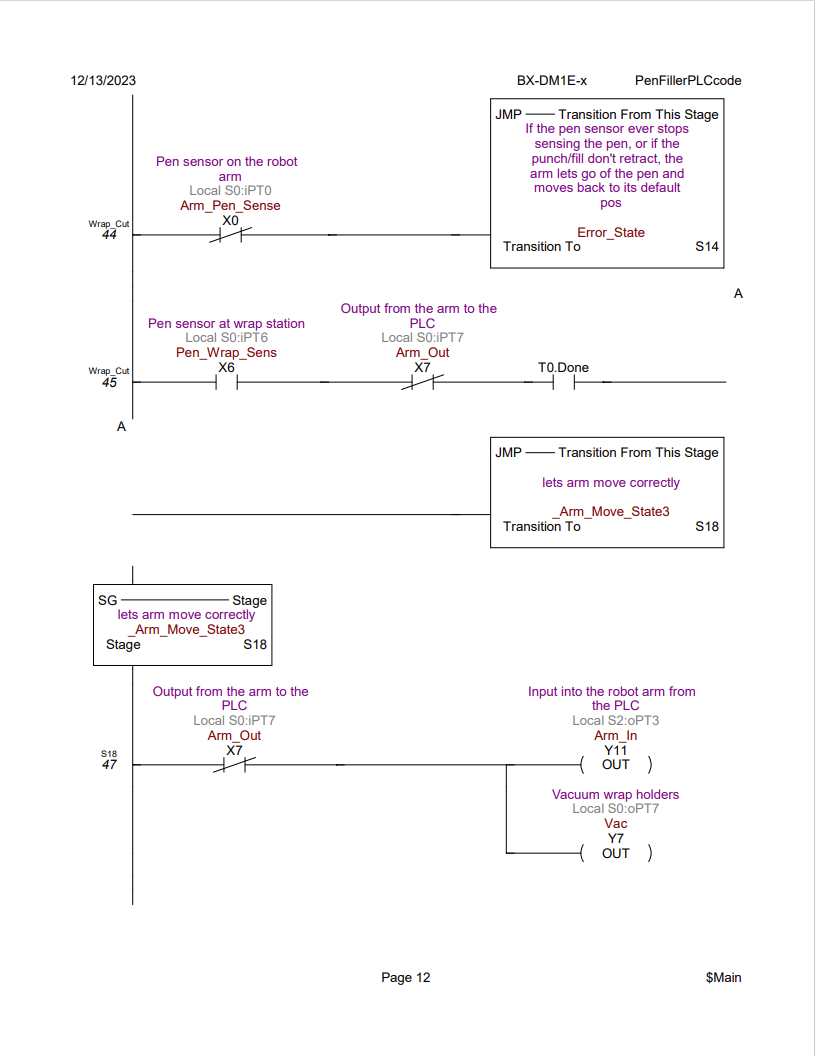 12/13/2023 BX-DM1E-x PenFillerPLCcode
JMP Transition From This Stage
If the pen sensor ever stops
sensing the pen, or if the
punch/fill don't retract, the
arm lets go of the pen and
moves back to its default
pos
Error_State
Transition To S14
Pen sensor on the robot
arm
Local S0:iPT0
Arm_Pen_Sense
X0
Wrap_Cut
44
A
Pen sensor at wrap station
Local S0:iPT6
Pen_Wrap_Sens
X6
Output from the arm to the
PLC
Local S0:iPT7
Arm_Out
X7
T0.Done
Wrap_Cut
45
A
JMP Transition From This Stage
lets arm move correctly
_Arm_Move_State3
Transition To S18
SG Stage
lets arm move correctly
_Arm_Move_State3
Stage S18
Output from the arm to the
PLC
Local S0:iPT7
Arm_Out
X7
S18
47
Input into the robot arm from
the PLC
Local S2:oPT3
Arm_In
Y11
( OUT )
Vacuum wrap holders
Local S0:oPT7
Vac
Y7
( OUT )
Page 12 $Main